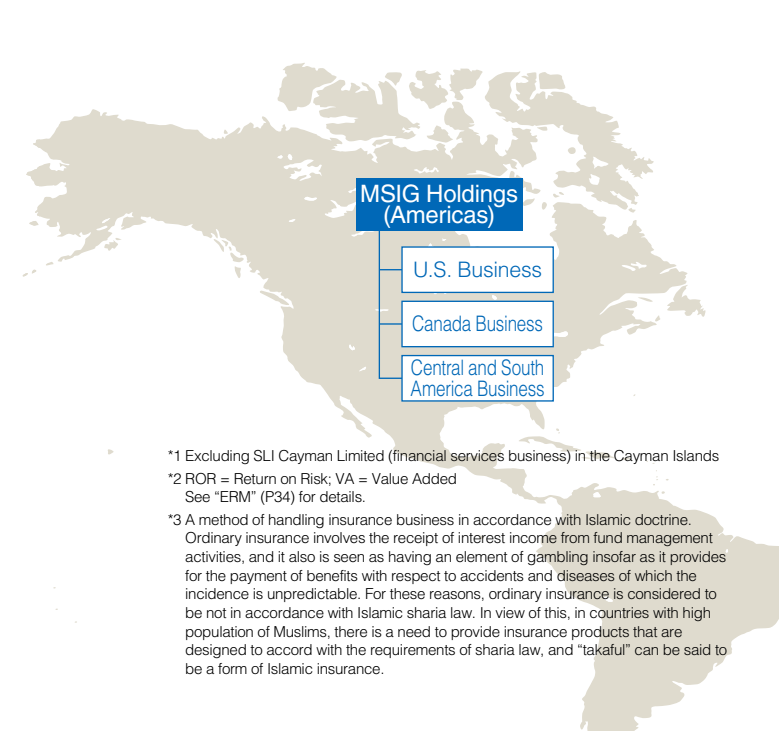 MSIG Holdings
(Americas)
U.S. Business
Canada Business
Central and South
America Business
*1 Excluding SLI Cayman Limited (financial services business) in the Cayman Islands
*2 ROR = Return on Risk; VA = Value Added
See “ERM” (P34) for details.
*3 A method of handling insurance business in accordance with Islamic doctrine.
Ordinary insurance involves the receipt of interest income from fund management
activities, and it also is seen as having an element of gambling insofar as it provides
for the payment of benefits with respect to accidents and diseases of which the
incidence is unpredictable. For these reasons, ordinary insurance is considered to
be not in accordance with Islamic sharia law. In view of this, in countries with high
population of Muslims, there is a need to provide insurance products that are
designed to accord with the requirements of sharia law, and “takaful” can be said to
be a form of Islamic insurance.